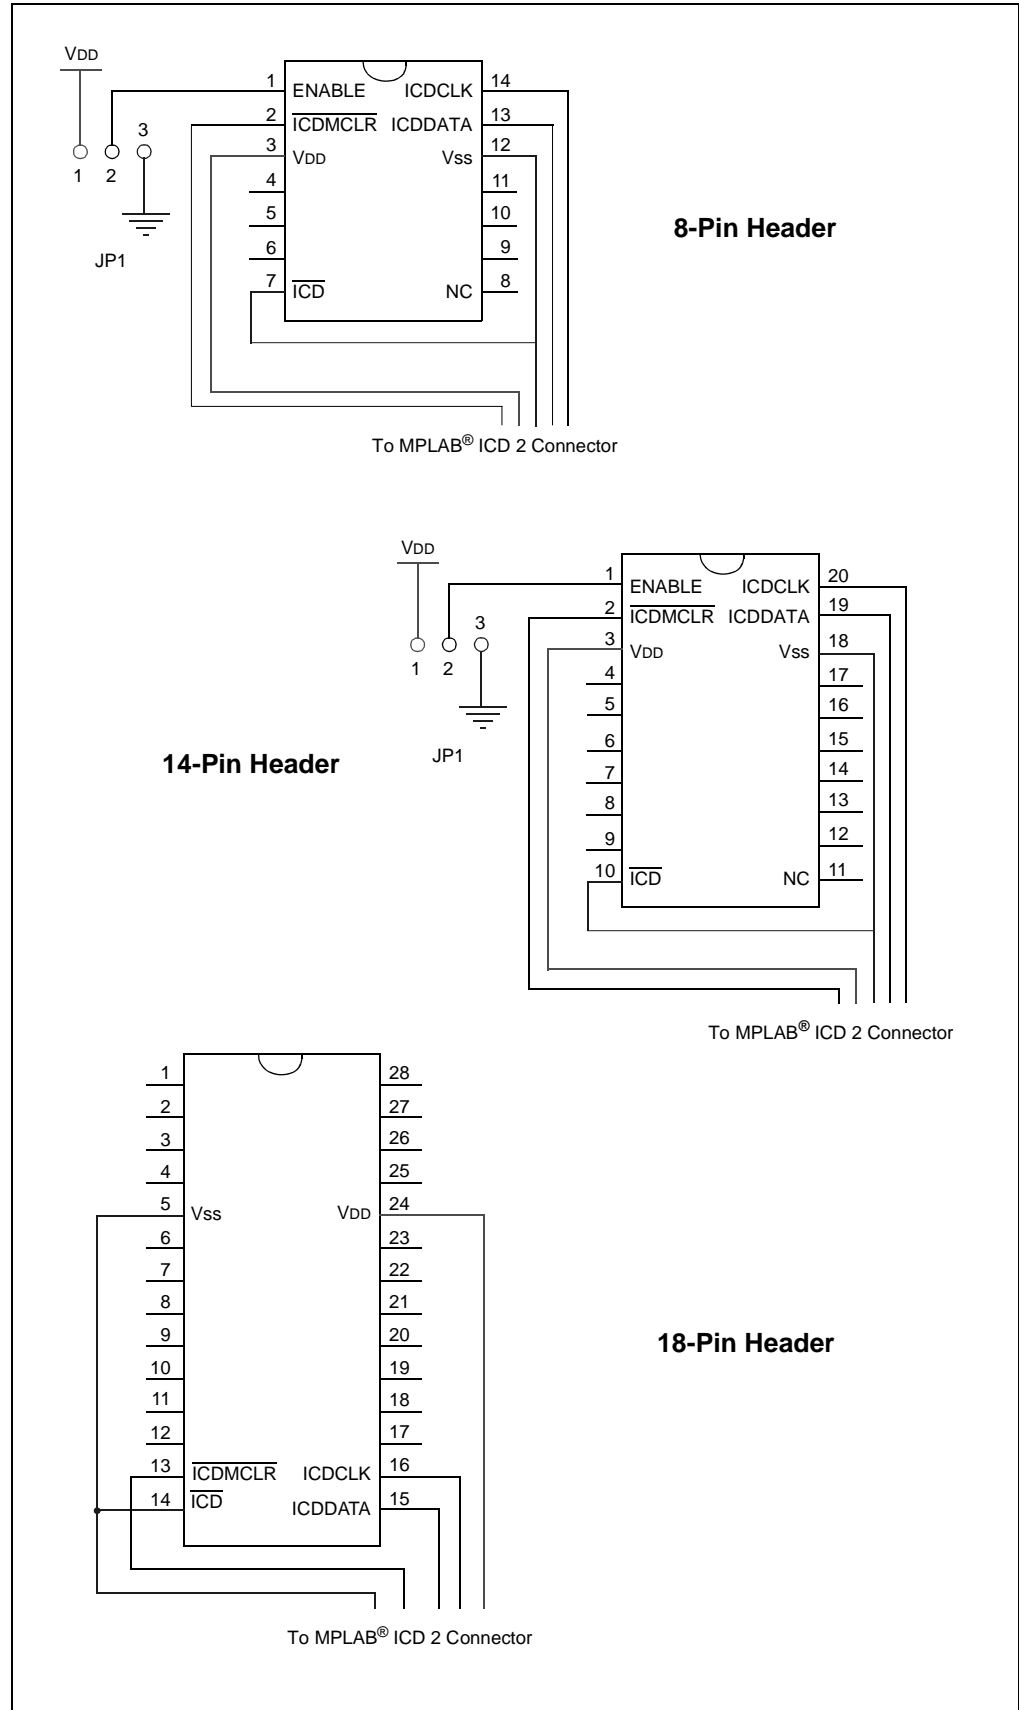 VDD
1 ENABLE ICDCLK 14
2 ICDMCLR ICDDATA 13
3 VDD Vss 12
4 11
5 10
6 9
7 ICD NC 8
3
1 2
JP1
8-Pin Header
To MPLAB® ICD 2 Connector
VDD
1 ENABLE ICDCLK 20
2 ICDMCLR ICDDATA 19
3 VDD Vss 18
4 17
5 16
6 15
7 14
8 13
9 12
10 ICD NC 11
3
1 2
JP1
14-Pin Header
To MPLAB® ICD 2 Connector
1 28
2 27
3 26
4 25
5 Vss VDD 24
6 23
7 22
8 21
9 20
10 19
11 18
12 17
13 ICDMCLR ICDCLK 16
14 ICD ICDDATA 15
18-Pin Header
To MPLAB® ICD 2 Connector